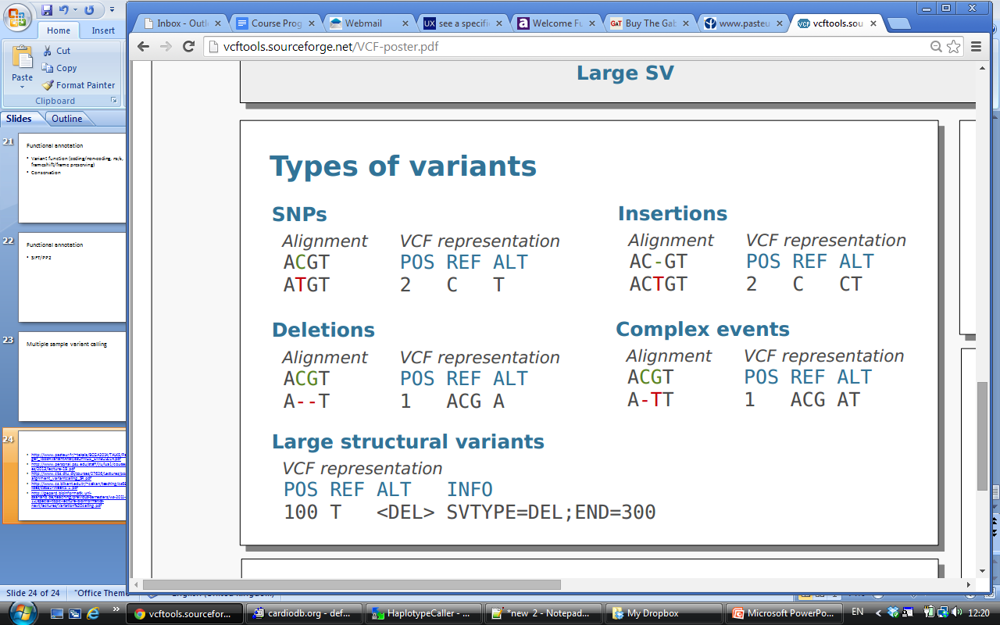 Inbox - Outl
Course Prog
Webmail
see a specifi
Welcome Fu
Buy The Gab
www.pasteu
vcftools.sou
vcftools.sourceforge.net/VCF-poster.pdf
Home Insert
Paste
Cut
Copy
Format Painter
Clipboard
Slides Outline
21
Functional annotation
• Variant function (coding/non-coding, ns/s, frameshift/frame preserving)
• Conservation
22
Functional annotation
• SIFT/PP2
23
Multiple sample variant calling
24
Large SV
Types of variants
SNPs
Alignment VCF representation
ACGT POS REF ALT
ATGT 2 C T
Insertions
Alignment VCF representation
AC-GT POS REF ALT
ACTGT 2 C CT
Deletions
Alignment VCF representation
ACGT POS REF ALT
A--T 1 ACG A
Complex events
Alignment VCF representation
ACGT POS REF ALT
A-TT 1 ACG AT
Large structural variants
VCF representation
POS REF ALT INFO
100 T <DEL> SVTYPE=DEL;END=300
Slide 24 of 24 "Office Them
vcftools.sourcefor...
cardiodb.org - def...
HaplotypeCaller - ...
*new 2 - Notepad...
My Dropbox
Microsoft PowerPo...
EN
12:20